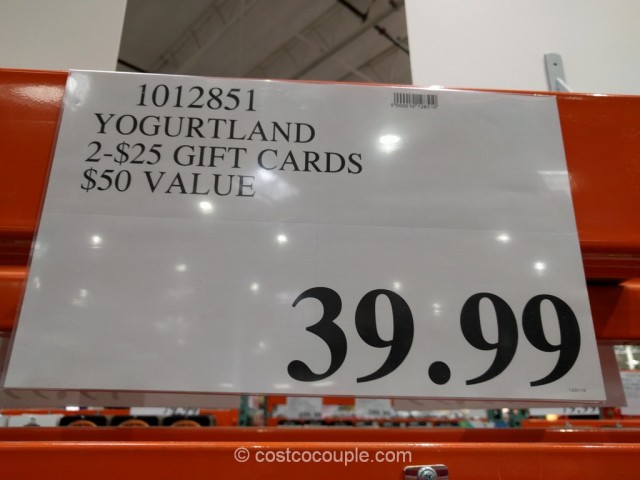 1012851
YOGURTLAND
2-$25 GIFT CARDS
$50 VALUE
39.99
© costcocouple.com